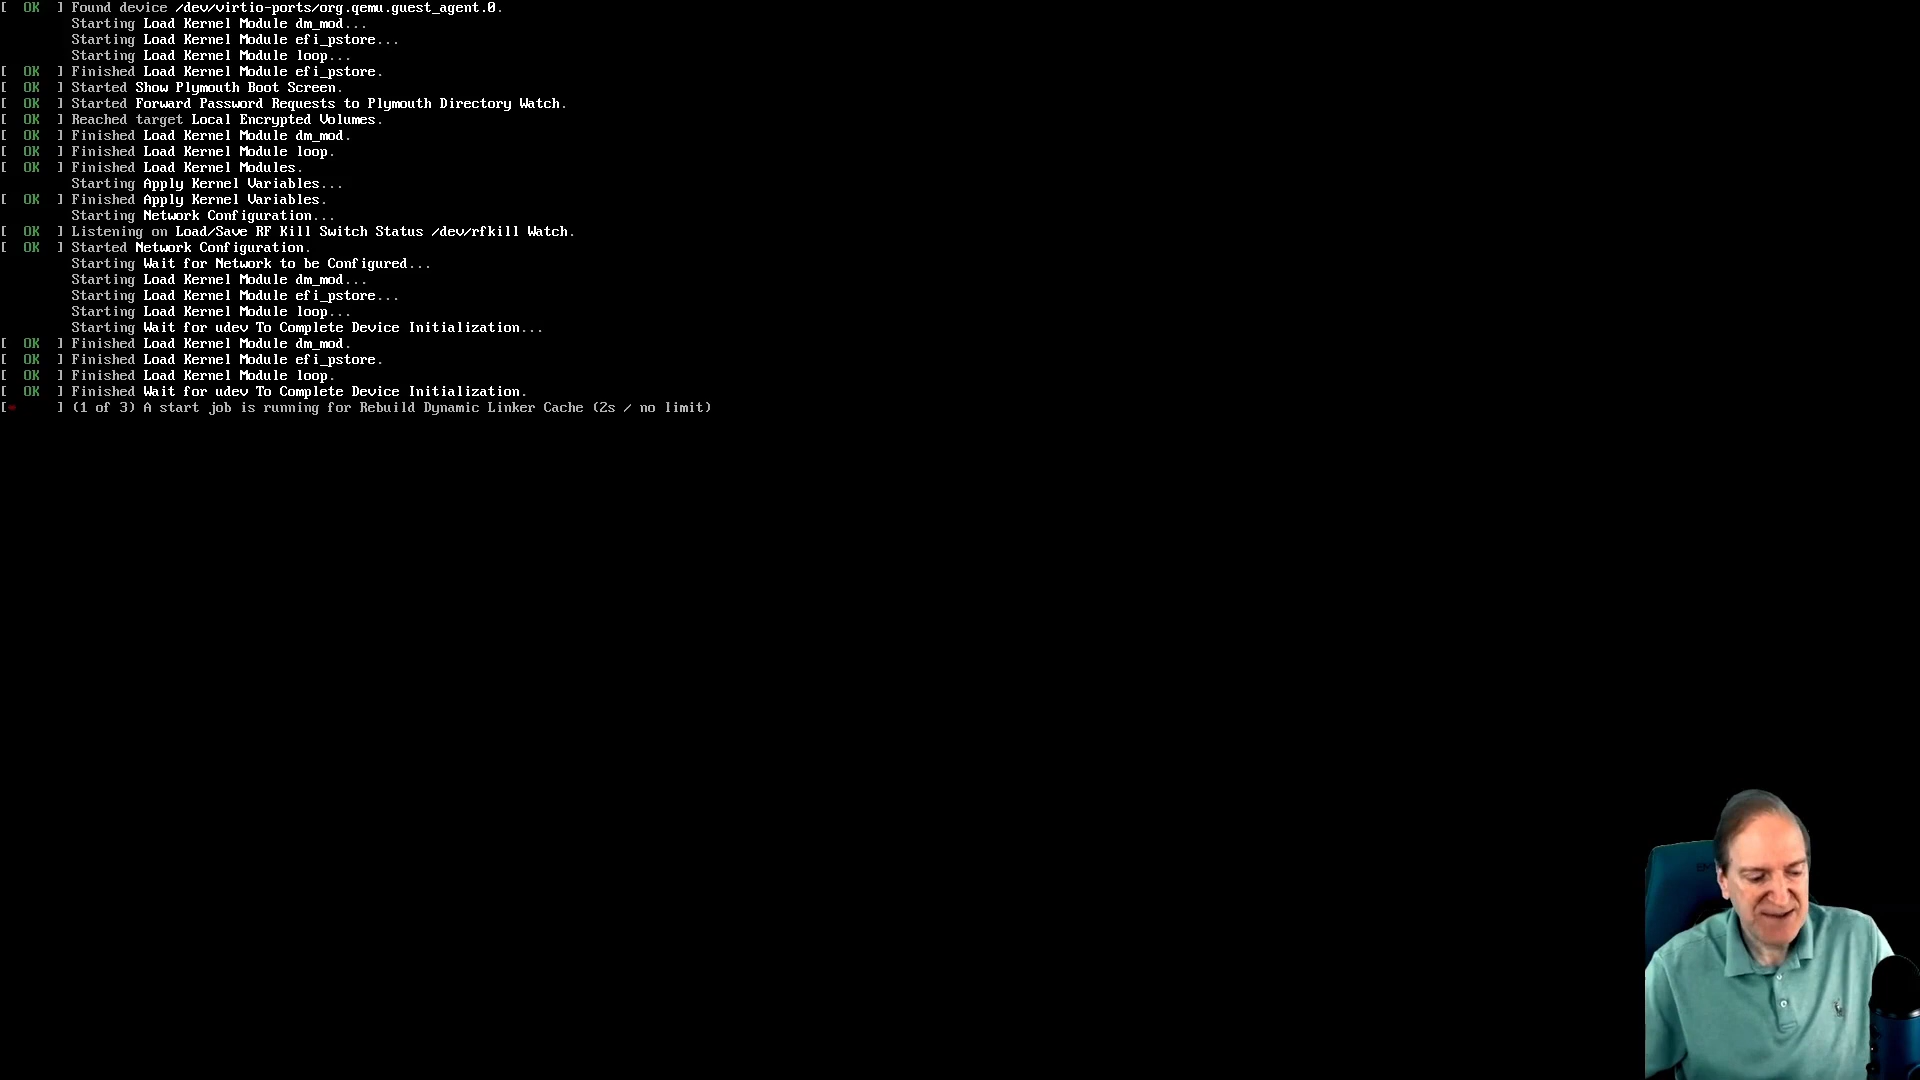 [  OK  ] Found device /dev/virtio-ports/org.qemu.guest_agent.0.
Starting Load Kernel Module dm_mod...
Starting Load Kernel Module efi_pstore...
Starting Load Kernel Module loop...
[  OK  ] Finished Load Kernel Module efi_pstore.
[  OK  ] Started Show Plymouth Boot Screen.
[  OK  ] Started Forward Password Requests to Plymouth Directory Watch.
[  OK  ] Reached target Local Encrypted Volumes.
[  OK  ] Finished Load Kernel Module dm_mod.
[  OK  ] Finished Load Kernel Module loop.
[  OK  ] Finished Load Kernel Modules.
Starting Apply Kernel Variables...
[  OK  ] Finished Apply Kernel Variables.
Starting Network Configuration...
[  OK  ] Listening on Load/Save RF Kill Switch Status /dev/rfkill Watch.
[  OK  ] Started Network Configuration.
Starting Wait for Network to be Configured...
Starting Load Kernel Module dm_mod...
Starting Load Kernel Module efi_pstore...
Starting Load Kernel Module loop...
Starting Wait for udev To Complete Device Initialization...
[  OK  ] Finished Load Kernel Module dm_mod.
[  OK  ] Finished Load Kernel Module efi_pstore.
[  OK  ] Finished Load Kernel Module loop.
[  OK  ] Finished Wait for udev To Complete Device Initialization.
[*     ] (1 of 3) A start job is running for Rebuild Dynamic Linker Cache (2s / no limit)